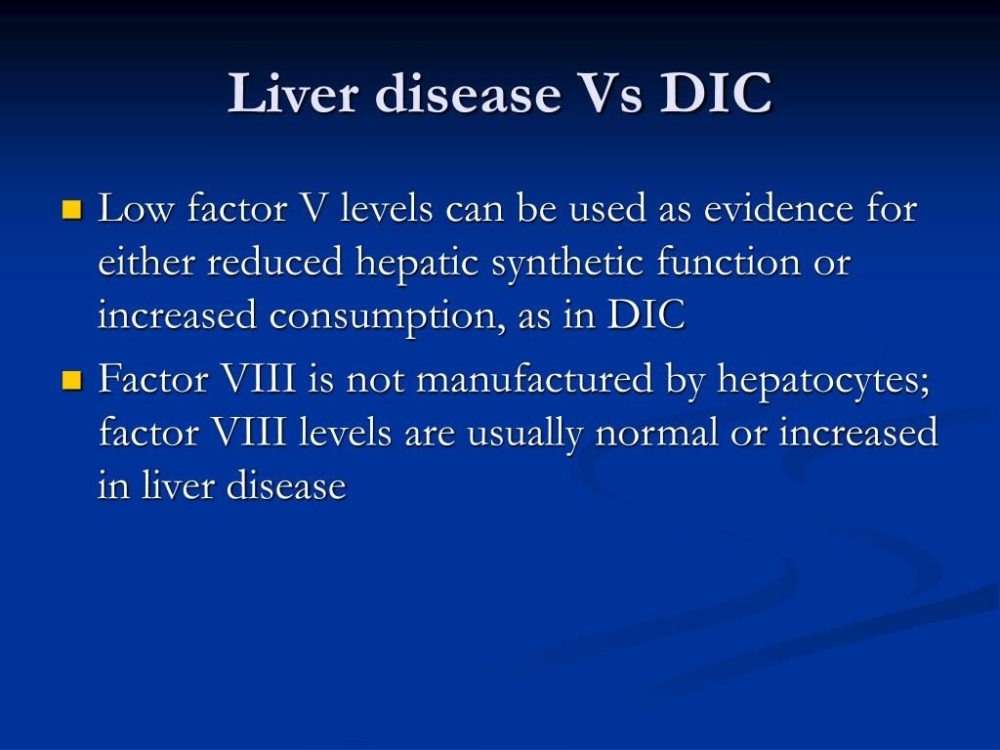 Liver disease Vs DIC
Low factor V levels can be used as evidence for
either reduced hepatic synthetic function or
increased consumption, as in DIC
Factor VIII is not manufactured by hepatocytes;
factor VIII levels are usually normal or increased
in liver disease